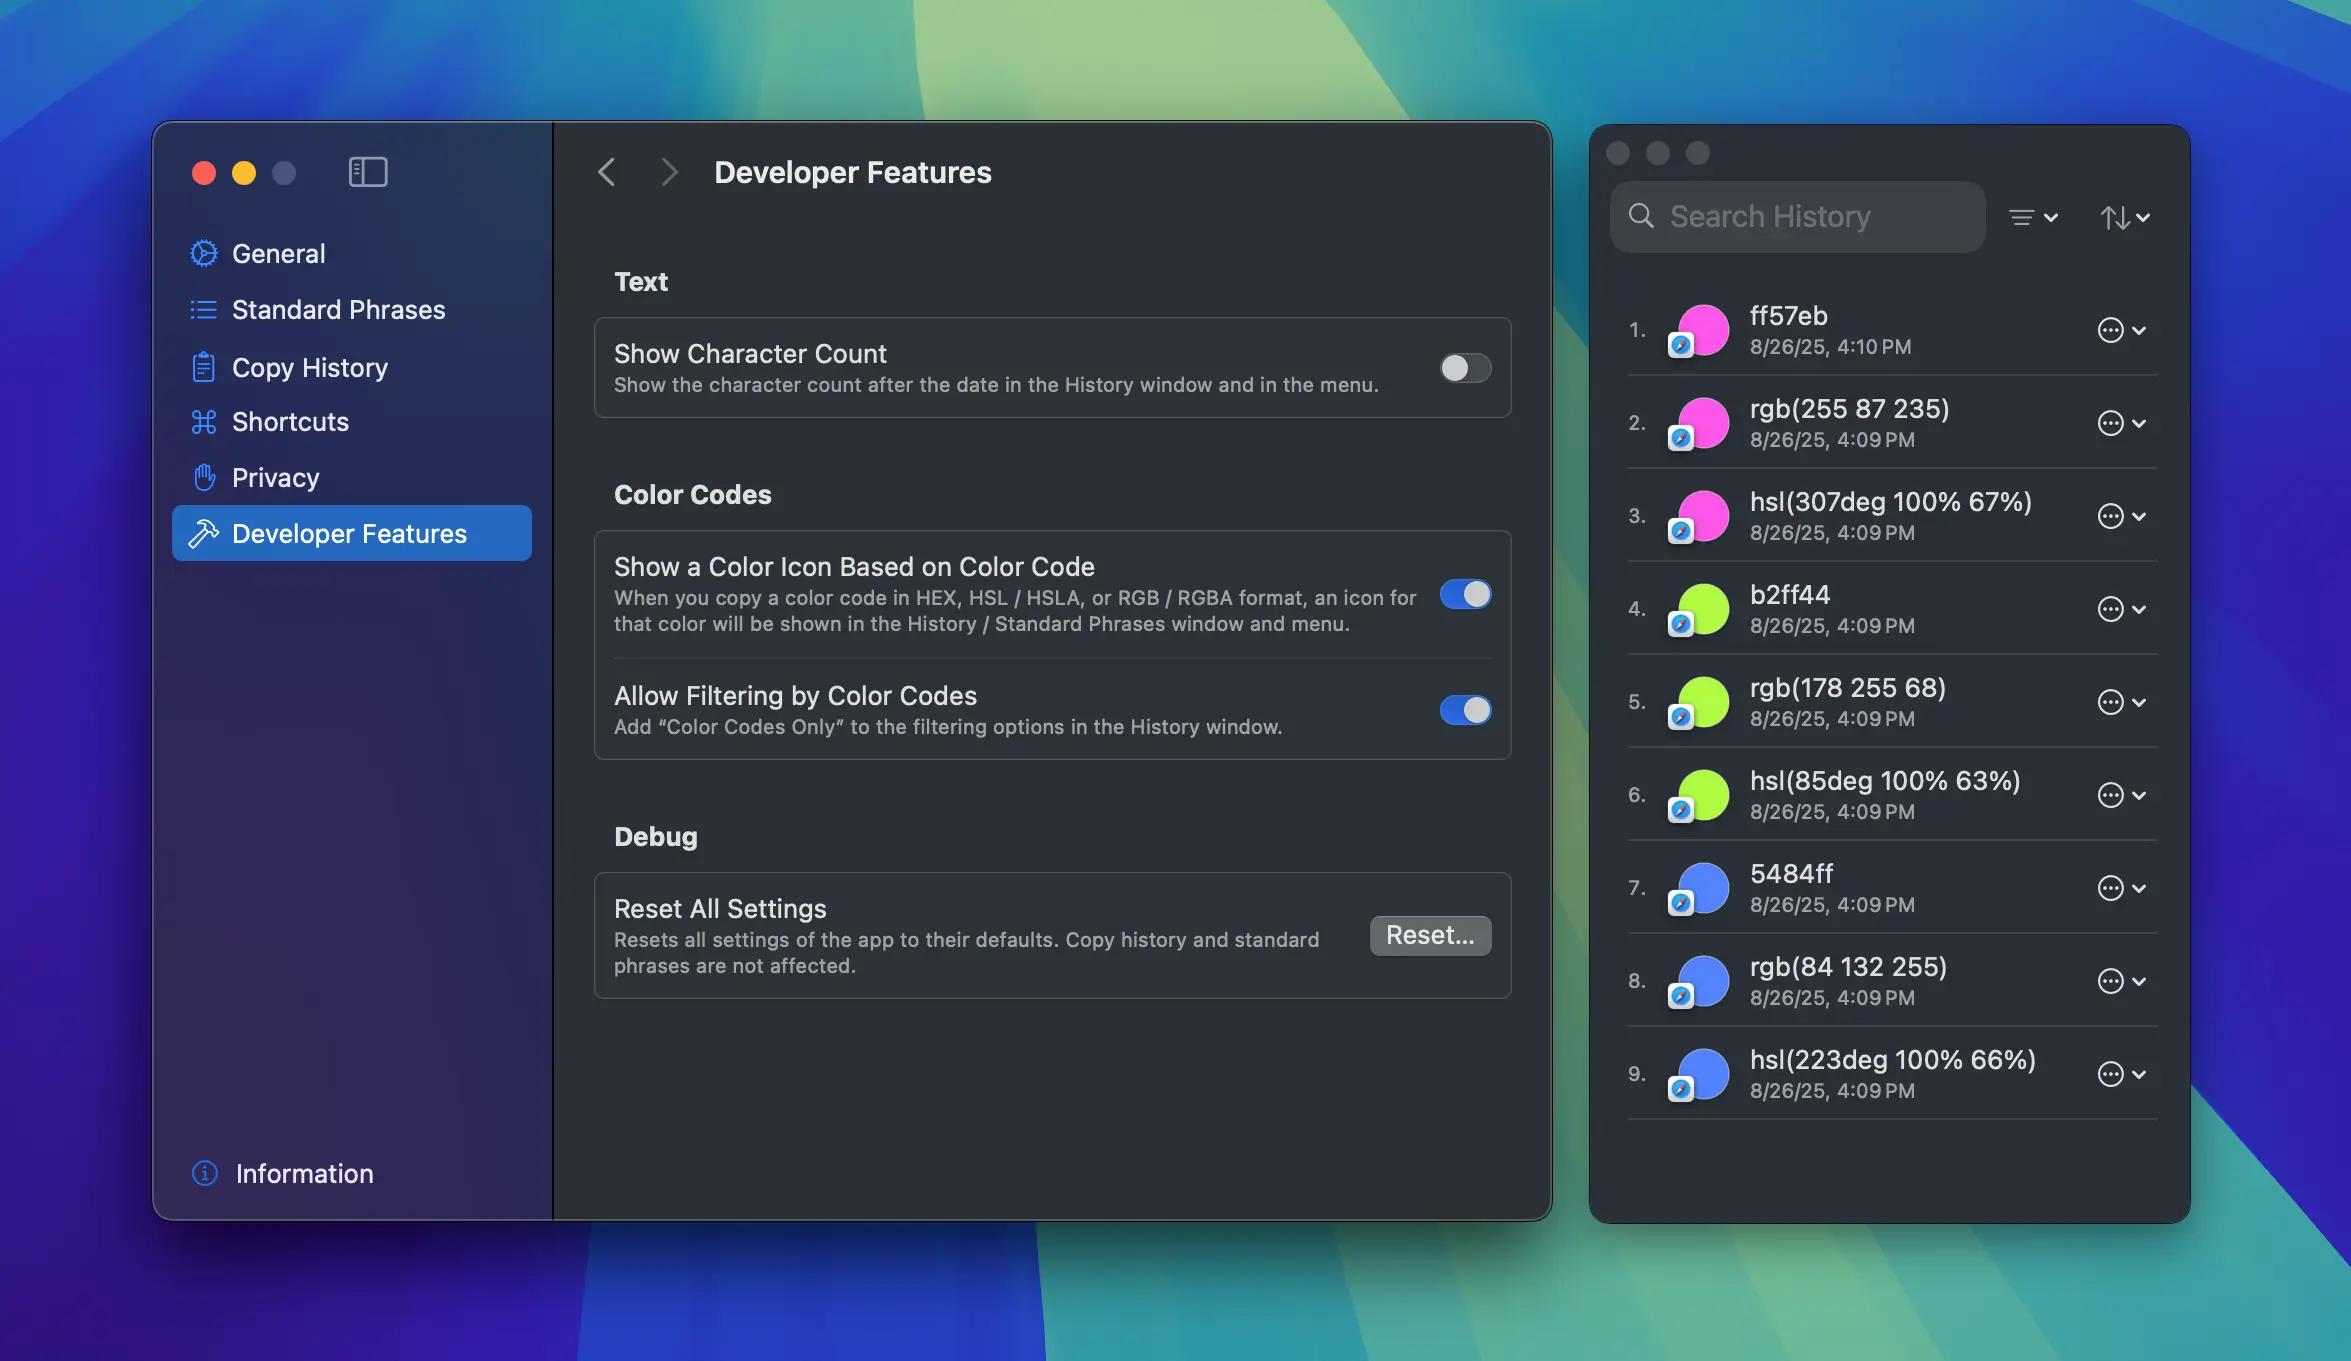 General
Standard Phrases
Copy History
Shortcuts
Privacy
Developer Features
Information
Developer Features
Text
Show Character Count
Show the character count after the date in the History window and in the menu.
Color Codes
Show a Color Icon Based on Color Code
When you copy a color code in HEX, HSL / HSLA, or RGB / RGBA format, an icon for
that color will be shown in the History / Standard Phrases window and menu.
Allow Filtering by Color Codes
Add “Color Codes Only” to the filtering options in the History window.
Debug
Reset All Settings
Resets all settings of the app to their defaults. Copy history and standard
phrases are not affected.
Reset...
Search History
1.
ff57eb
8/26/25, 4:10 PM
2.
rgb(255 87 235)
8/26/25, 4:09 PM
3.
hsl(307deg 100% 67%)
8/26/25, 4:09 PM
4.
b2ff44
8/26/25, 4:09 PM
5.
rgb(178 255 68)
8/26/25, 4:09 PM
6.
hsl(85deg 100% 63%)
8/26/25, 4:09 PM
7.
5484ff
8/26/25, 4:09 PM
8.
rgb(84 132 255)
8/26/25, 4:09 PM
9.
hsl(223deg 100% 66%)
8/26/25, 4:09 PM